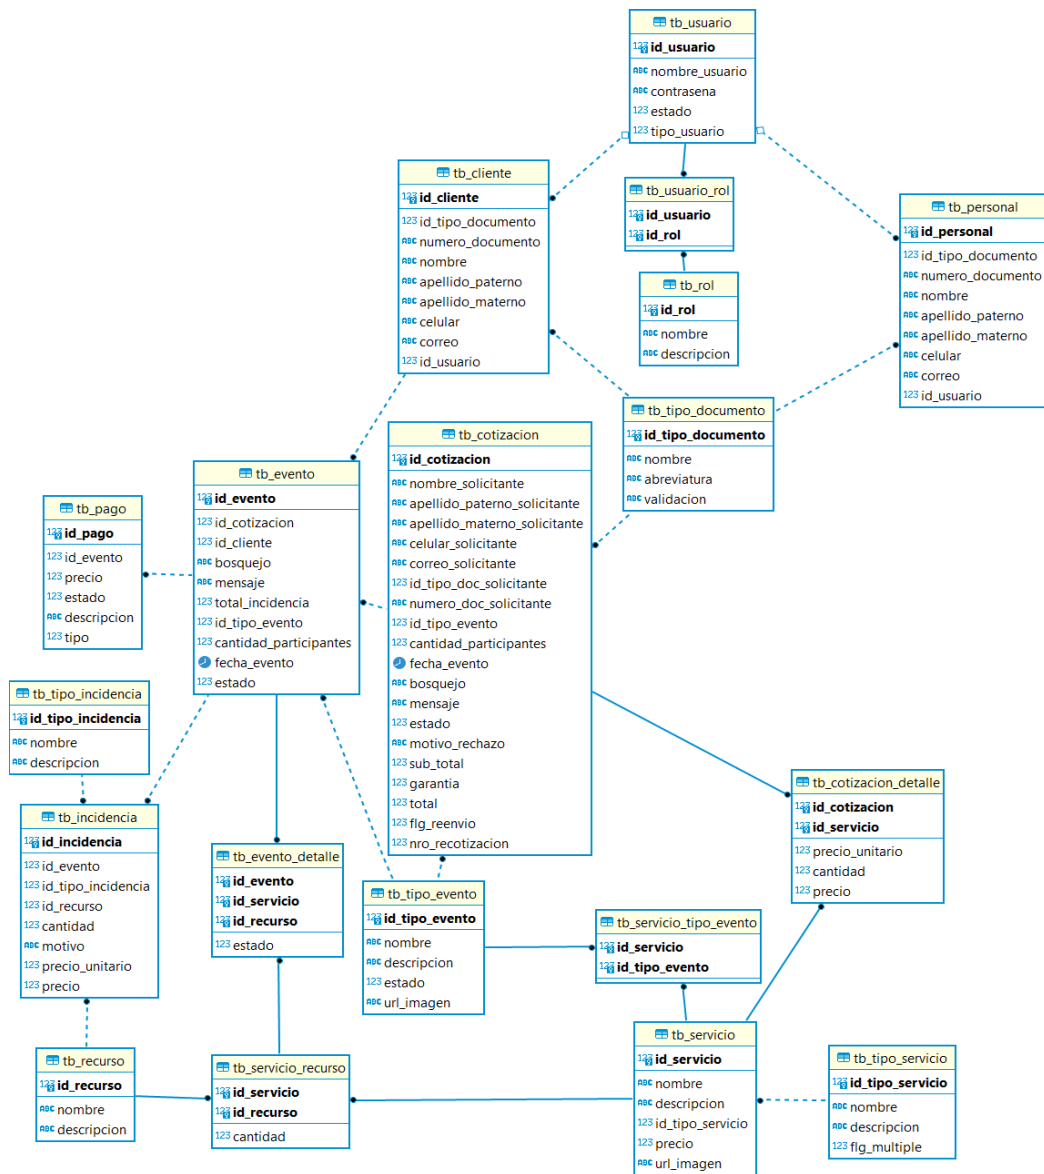 tb_usuario
id_usuario
nombre_usuario
contrasena
estado
tipo_usuario
tb_cliente
id_cliente
id_tipo_documento
numero_documento
nombre
apellido_paterno
apellido_materno
celular
correo
id_usuario
tb_usuario_rol
id_usuario
id_rol
tb_rol
id_rol
nombre
descripcion
tb_personal
id_personal
id_tipo_documento
numero_documento
nombre
apellido_paterno
apellido_materno
celular
correo
id_usuario
tb_tipo_documento
id_tipo_documento
nombre
abreviatura
validacion
tb_cotizacion
id_cotizacion
nombre_solicitante
apellido_paterno_solicitante
apellido_materno_solicitante
celular_solicitante
correo_solicitante
id_tipo_doc_solicitante
numero_doc_solicitante
id_tipo_evento
cantidad_participantes
fecha_evento
bosquejo
mensaje
estado
motivo_rechazo
sub_total
garantia
total
flg_reenvio
nro_recotizacion
tb_evento
id_evento
id_cotizacion
id_cliente
bosquejo
mensaje
total_incidencia
id_tipo_evento
cantidad_participantes
fecha_evento
estado
tb_pago
id_pago
id_evento
precio
estado
descripcion
tipo
tb_tipo_incidencia
id_tipo_incidencia
nombre
descripcion
tb_incidencia
id_incidencia
id_evento
id_tipo_incidencia
id_recurso
cantidad
motivo
precio_unitario
precio
tb_evento_detalle
id_evento
id_servicio
id_recurso
estado
tb_tipo_evento
id_tipo_evento
nombre
descripcion
estado
url_imagen
tb_cotizacion_detalle
id_cotizacion
id_servicio
precio_unitario
cantidad
precio
tb_servicio_tipo_evento
id_servicio
id_tipo_evento
tb_recurso
id_recurso
nombre
descripcion
tb_servicio_recurso
id_servicio
id_recurso
cantidad
tb_servicio
id_servicio
nombre
descripcion
id_tipo_servicio
precio
url_imagen
tb_tipo_servicio
id_tipo_servicio
nombre
descripcion
flg_multiple